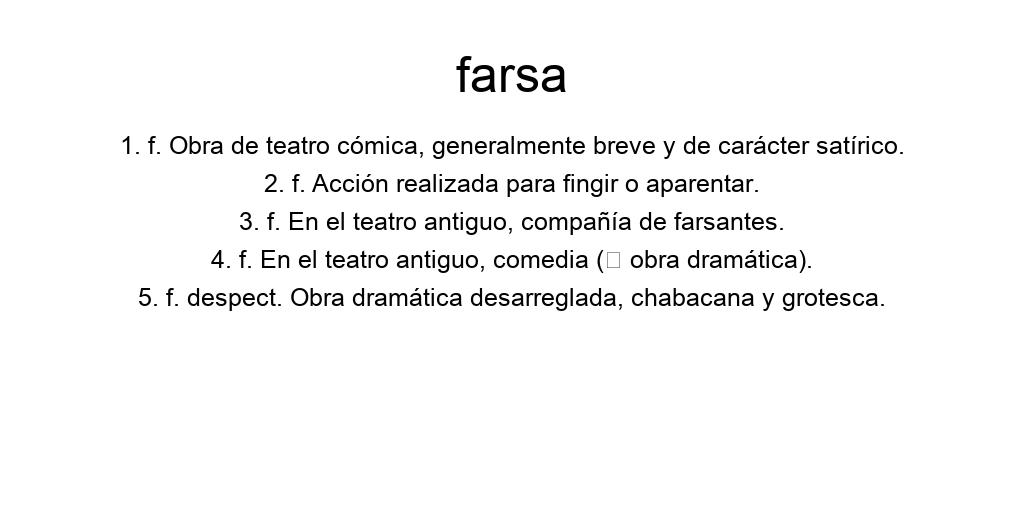 farsa
1. f. Obra de teatro cómica, generalmente breve y de carácter satírico.
2. f. Acción realizada para fingir o aparentar.
3. f. En el teatro antiguo, compañía de farsantes.
4. f. En el teatro antiguo, comedia (□ obra dramática).
5. f. despect. Obra dramática desarreglada, chabacana y grotesca.